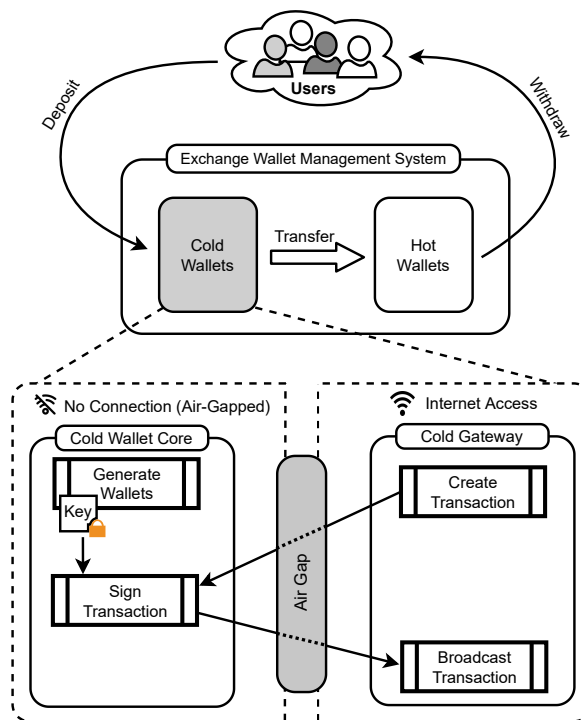 Users
Deposit
Withdraw
Exchange Wallet Management System
Cold
Wallets
Transfer
Hot
Wallets
No Connection (Air-Gapped)
Internet Access
Cold Wallet Core
Cold Gateway
Generate
Wallets
Key
Create
Transaction
Air Gap
Sign
Transaction
Broadcast
Transaction